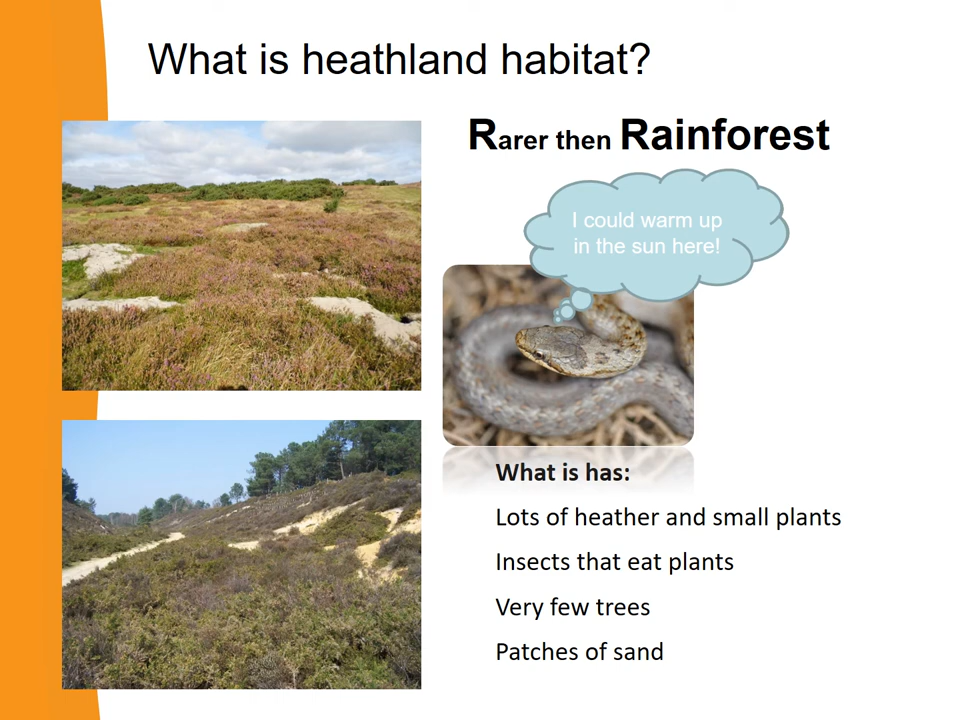 What is heathland habitat?
Rarer then Rainforest
I could warm up
in the sun here!
What is has:
Lots of heather and small plants
Insects that eat plants
Very few trees
Patches of sand